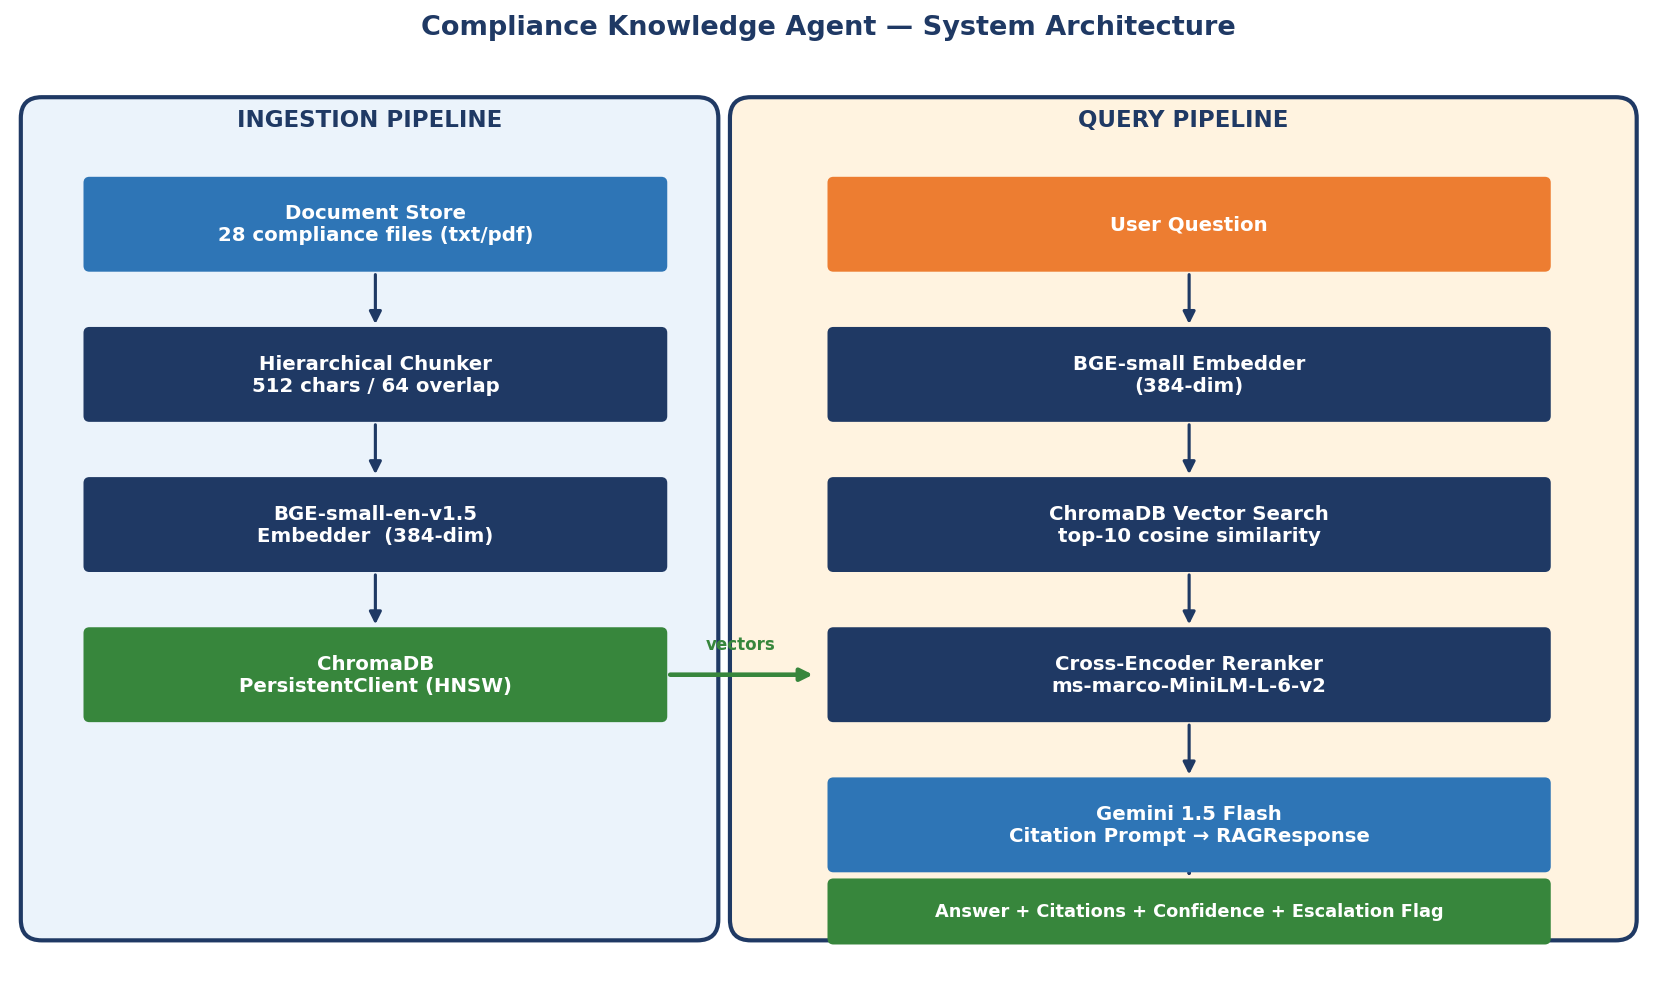 Compliance Knowledge Agent — System Architecture
INGESTION PIPELINE
Document Store
28 compliance files (txt/pdf)
Hierarchical Chunker
512 chars / 64 overlap
BGE-small-en-v1.5
Embedder  (384-dim)
ChromaDB
PersistentClient (HNSW)
vectors
QUERY PIPELINE
User Question
BGE-small Embedder
(384-dim)
ChromaDB Vector Search
top-10 cosine similarity
Cross-Encoder Reranker
ms-marco-MiniLM-L-6-v2
Gemini 1.5 Flash
Citation Prompt → RAGResponse
Answer + Citations + Confidence + Escalation Flag